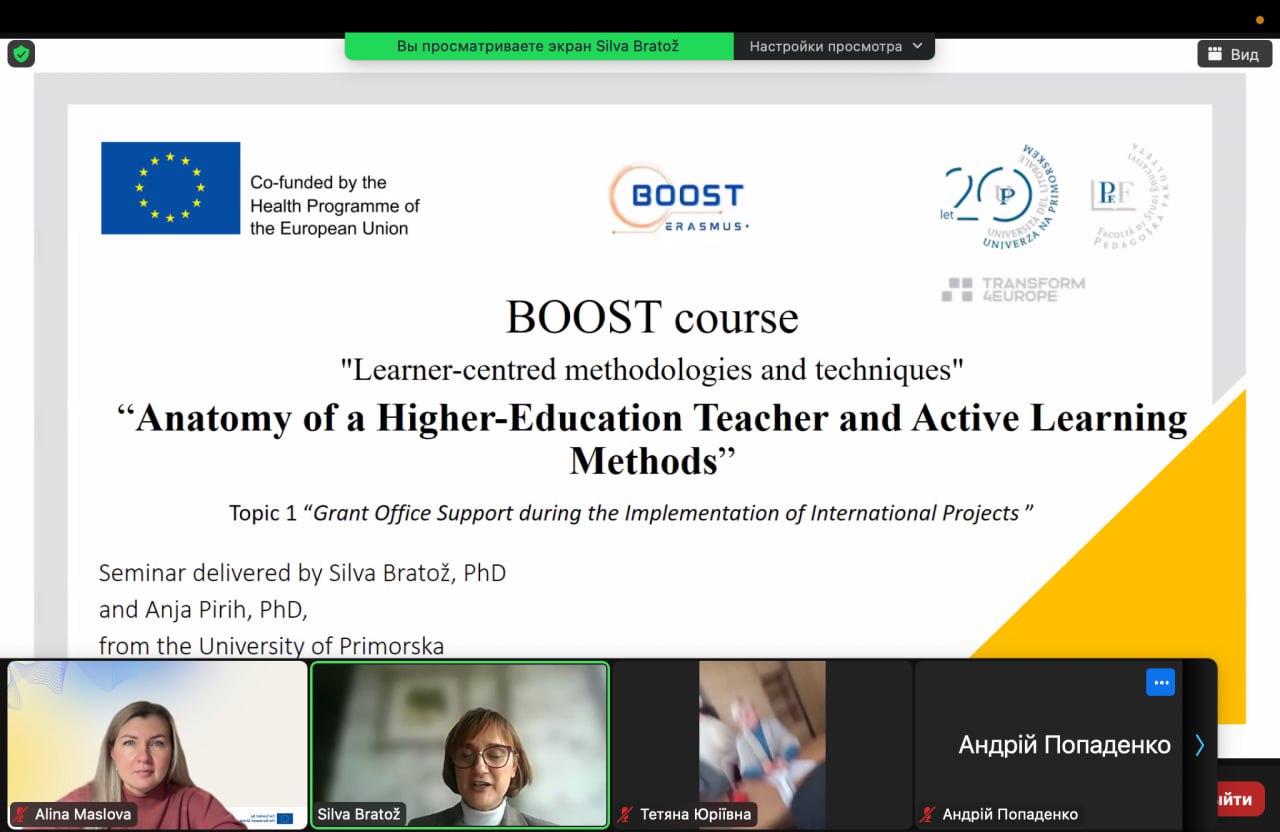 Вы просматриваете экран Silva Bratož
Настройки просмотра
Вид
Co-funded by the
Health Programme of
the European Union
BOOST
ERASMUS+
20
let
UP
UNIVERSITÀ DEL LITORALE
UNIVERZA NA PRIMORSKEM
PEF
FACOLTÀ DI STUDI EDUCATIVI
PEDAGOŠKA FAKULTETA
TRANSFORM
4EUROPE
BOOST course
"Learner-centred methodologies and techniques"
“Anatomy of a Higher-Education Teacher and Active Learning
Methods”
Topic 1 “Grant Office Support during the Implementation of International Projects ”
Seminar delivered by Silva Bratož, PhD
and Anja Pirih, PhD,
from the University of Primorska
Alina Maslova
Silva Bratož
Тетяна Юріївна
Андрій Попаденко
Андрій Попаденко
йти